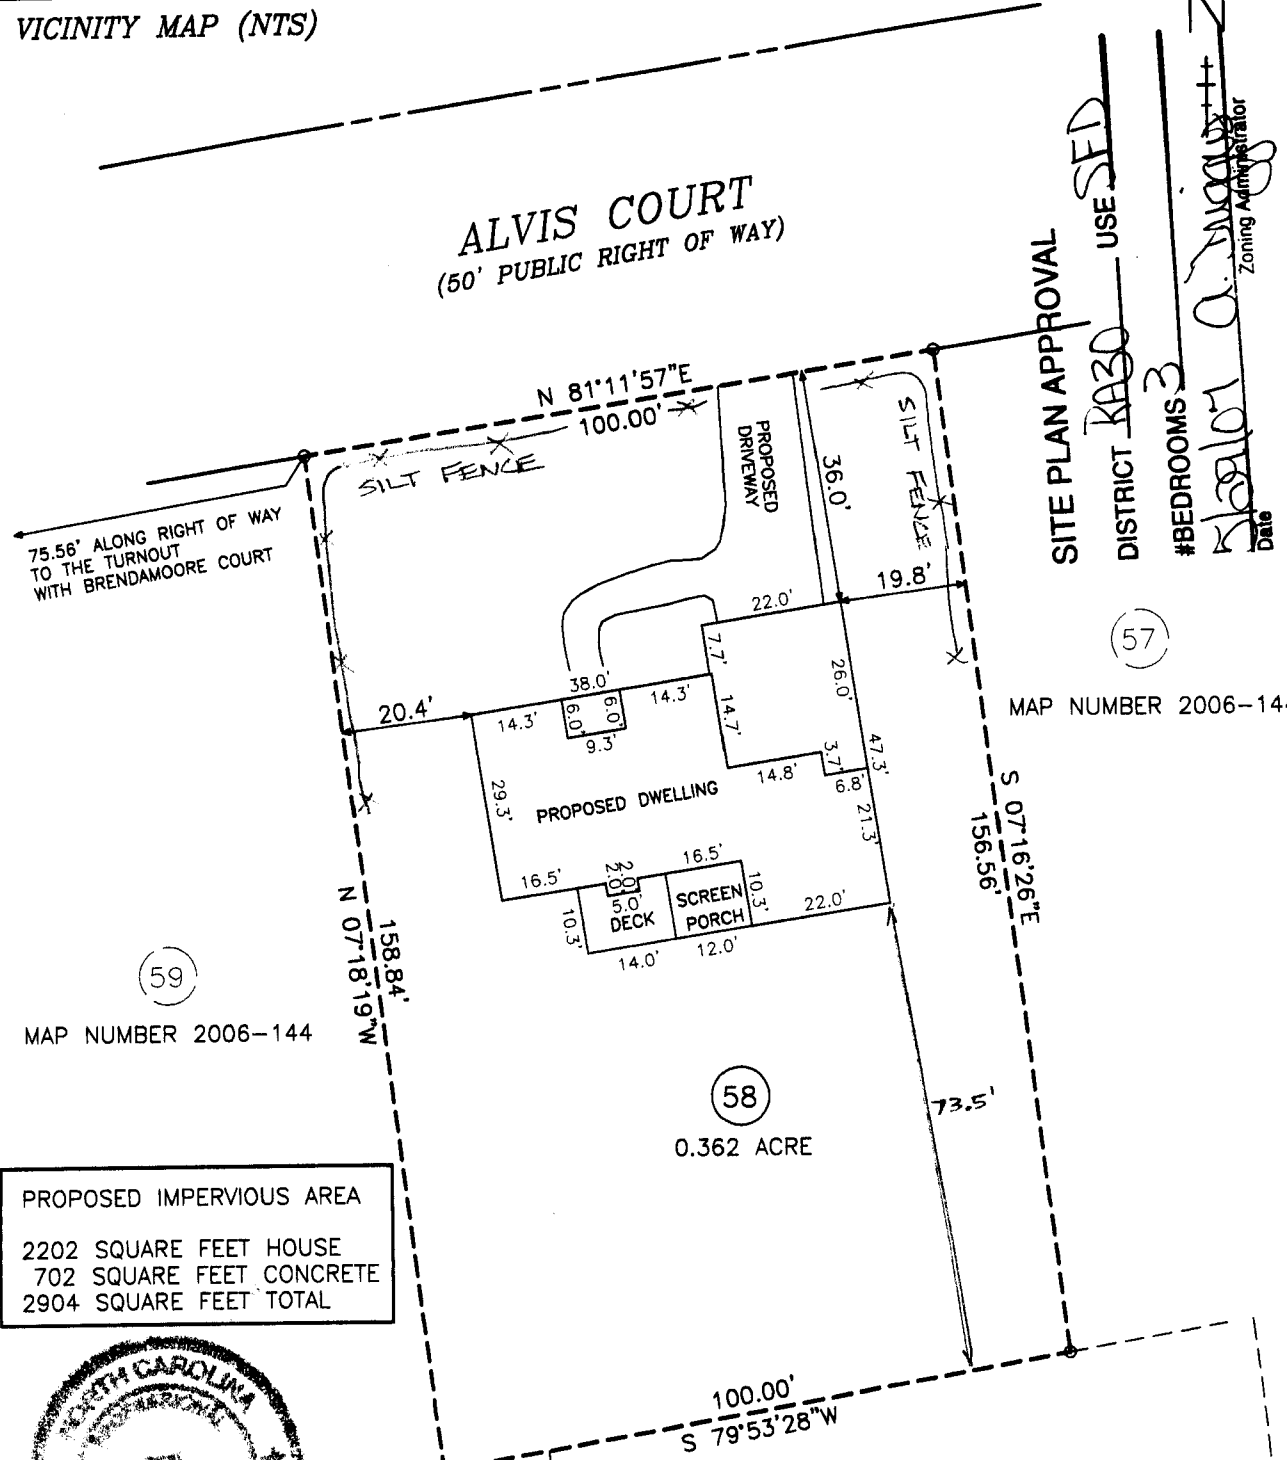 VICINITY MAP (NTS)
ALVIS COURT
(50' PUBLIC RIGHT OF WAY)
SITE PLAN APPROVAL
DISTRICT RA30 USE SFD
#BEDROOMS 3
Zoning Administrator
Date
N 81°11'57"E
100.00'
SILT FENCE
PROPOSED
DRIVEWAY
36.0'
SILT FENCE
75.56' ALONG RIGHT OF WAY
TO THE TURNOUT
WITH BRENDAMOORE COURT
19.8'
22.0'
7.7'
57
MAP NUMBER 2006-14
20.4'
38.0'
14.3'
6.0'
6.0'
9.3'
14.3'
14.7'
26.0'
47.3'
14.8'
3.7'
6.8'
21.3'
29.3'
PROPOSED DWELLING
S 07°16'26"E
156.56'
16.5'
2.0'
2.0'
5.0'
16.5'
10.3'
DECK
SCREEN
PORCH
10.3'
22.0'
14.0'
12.0'
N 07°18'19"W
158.84'
59
MAP NUMBER 2006-144
58
0.362 ACRE
73.5'
PROPOSED IMPERVIOUS AREA
2202 SQUARE FEET HOUSE
702 SQUARE FEET CONCRETE
2904 SQUARE FEET TOTAL
NORTH CAROLINA
100.00'
S 79°53'28"W